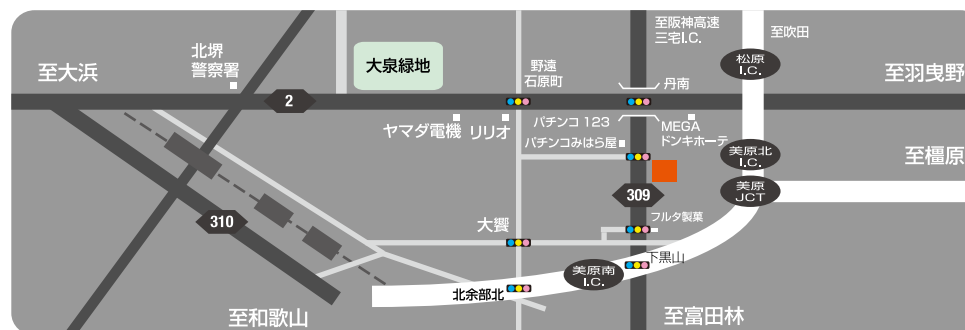 至阪神高速
三宅I.C.
至吹田
北堺
警察署
至大浜
大泉緑地
野遠
石原町
松原
I.C.
至羽曳野
丹南
2
ヤマダ電機
リリオ
パチンコ 123
パチンコみはら屋
MEGA
ドンキホーテ
美原北
I.C.
至橿原
美原
JCT
309
310
大饗
フルタ製菓
下黒山
美原南
I.C.
北余部北
至和歌山
至富田林